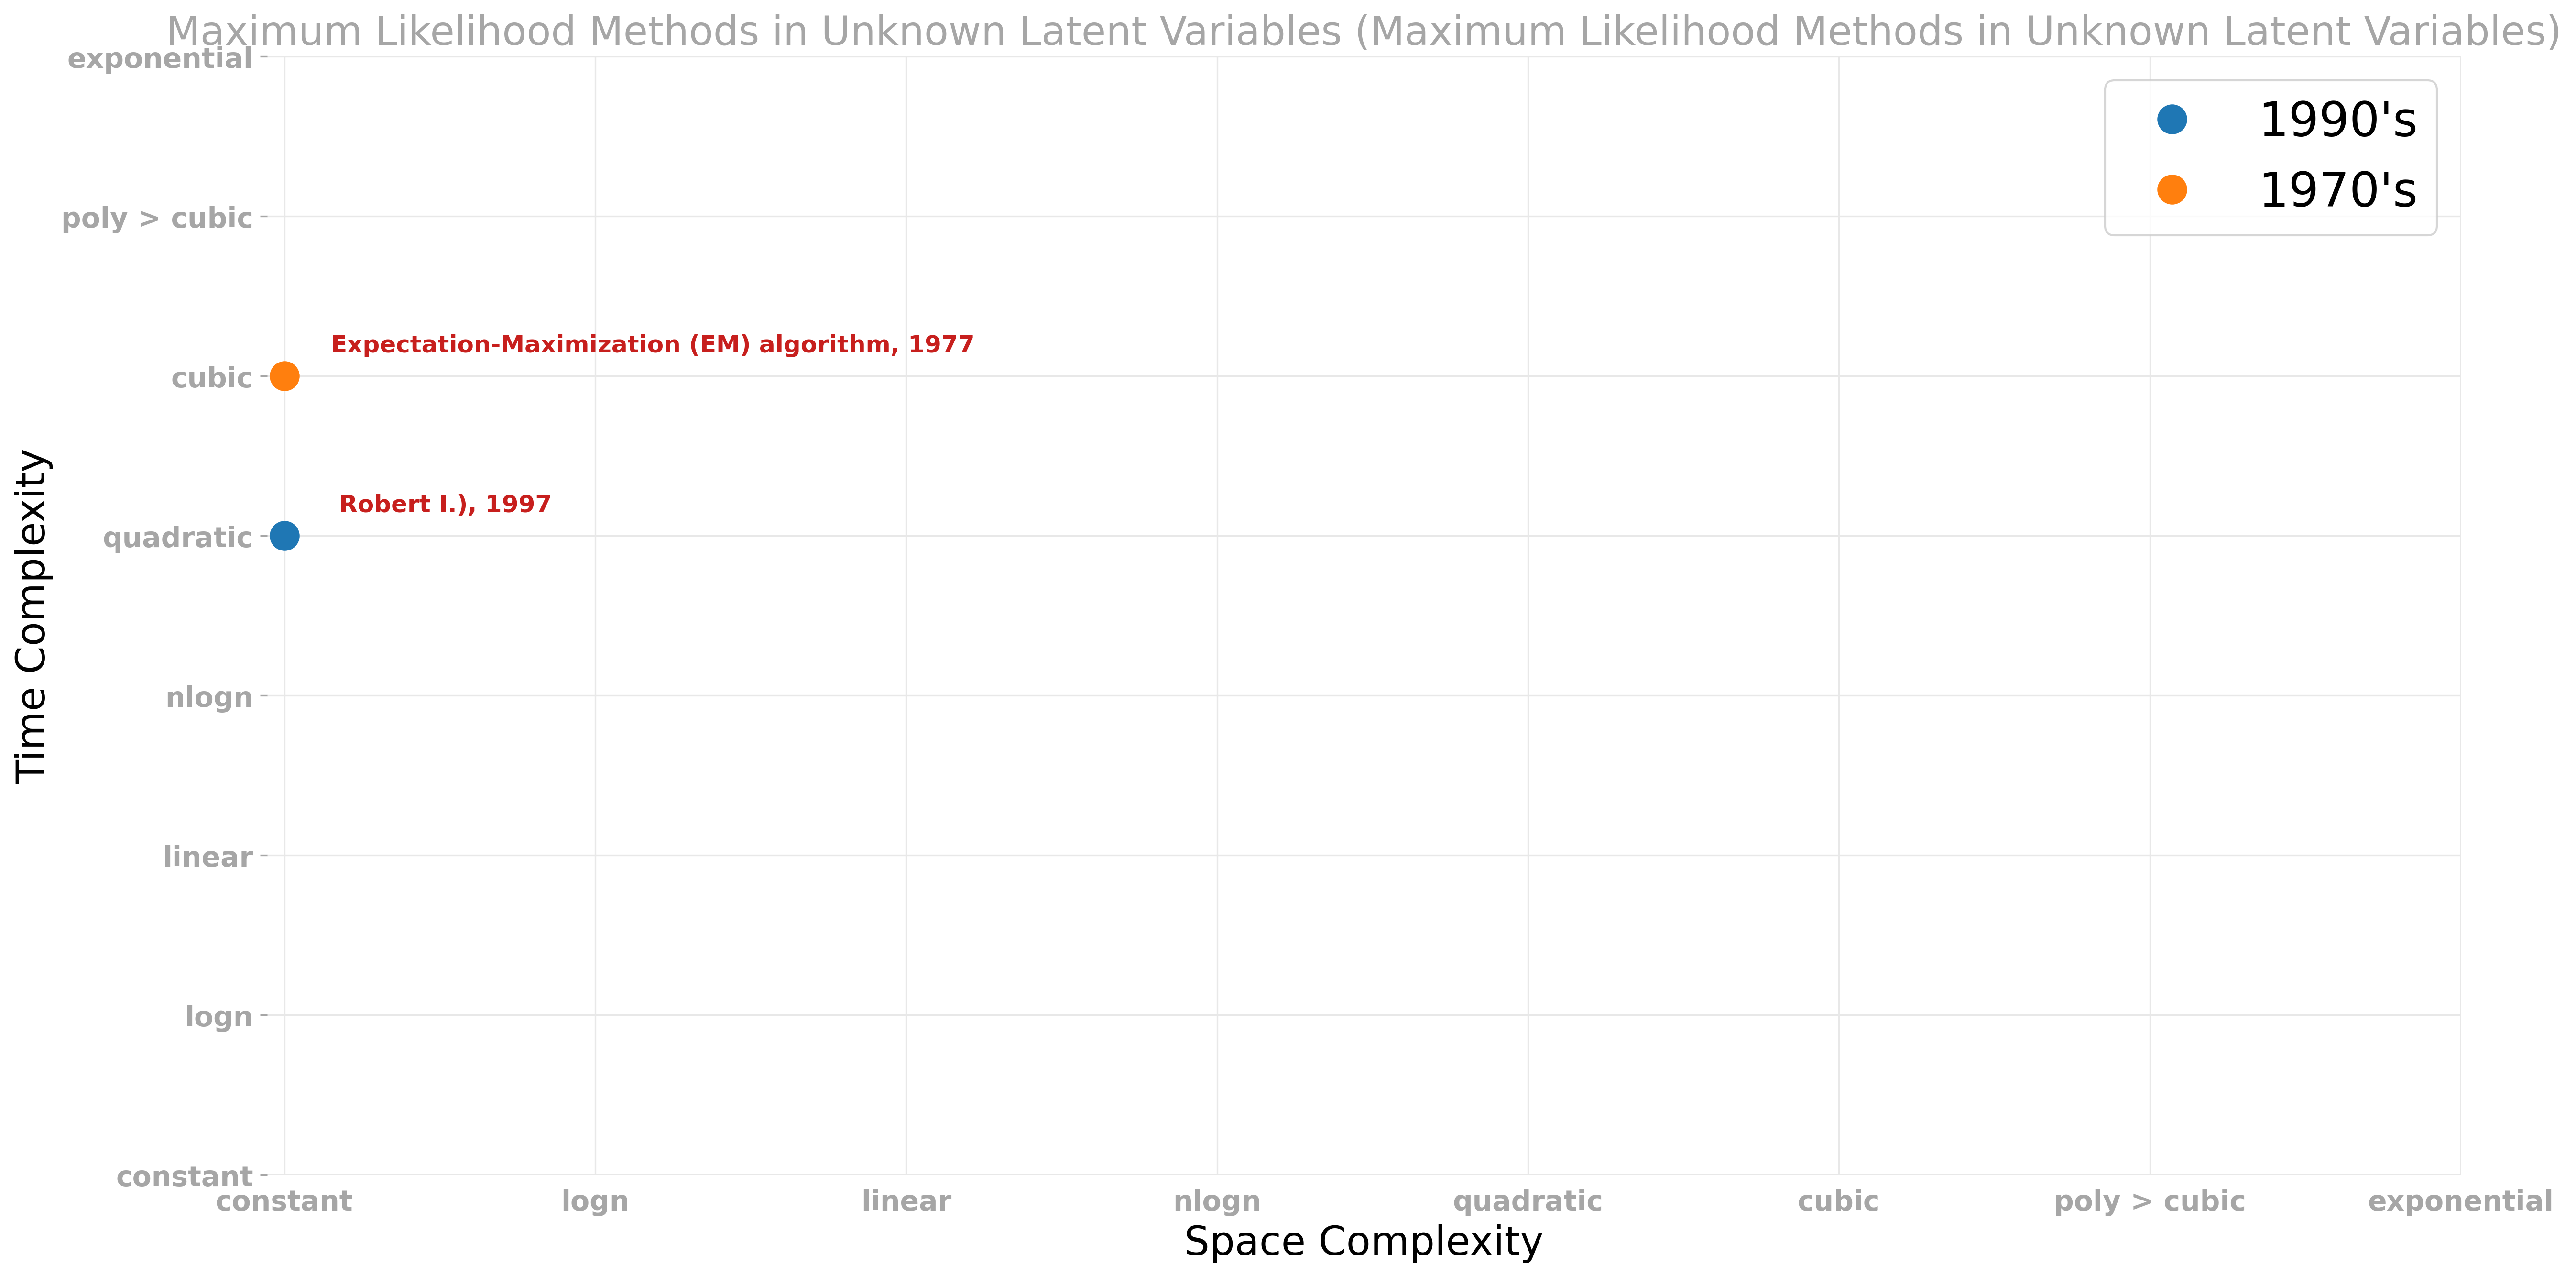 Maximum Likelihood Methods in Unknown Latent Variables (Maximum Likelihood Methods in Unknown Latent Variables)
1990's
1970's
Time Complexity
exponential
poly > cubic
cubic
quadratic
nlogn
linear
logn
constant
Expectation-Maximization (EM) algorithm, 1977
Robert I.), 1997
constant
logn
linear
nlogn
quadratic
cubic
poly > cubic
exponential
Space Complexity